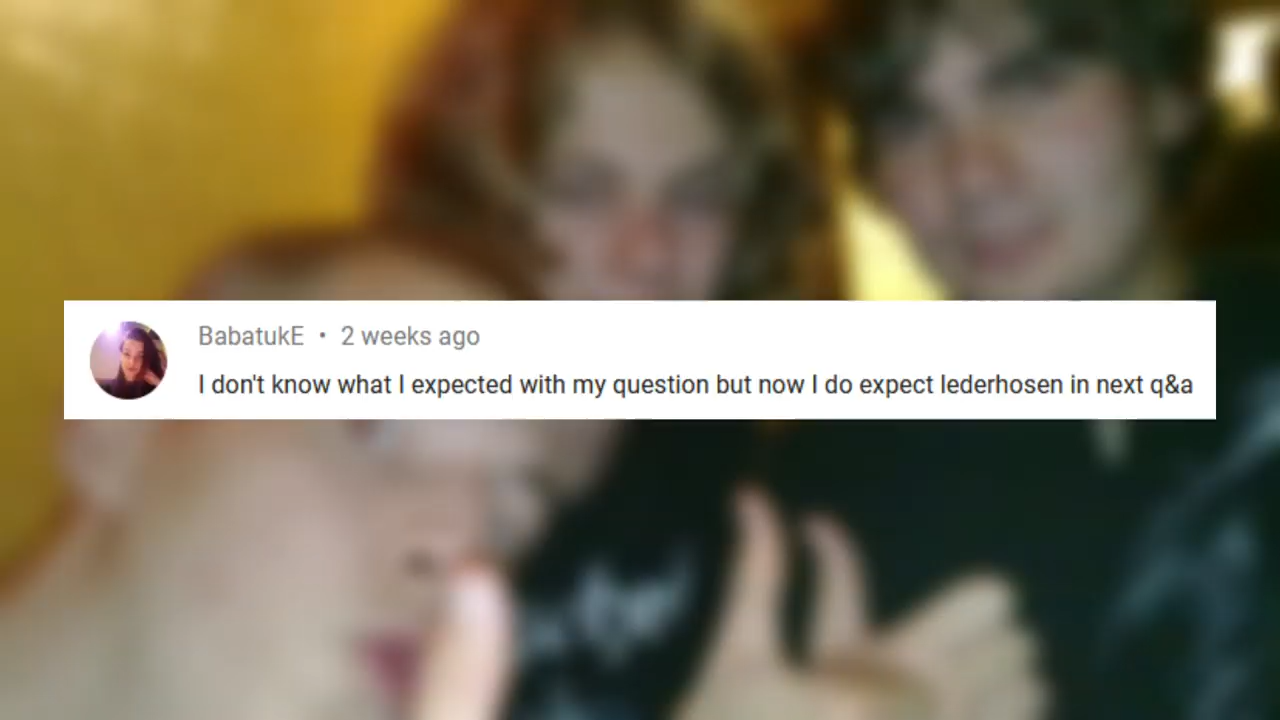 BabatukE • 2 weeks ago
I don't know what I expected with my question but now I do expect lederhosen in next q&a